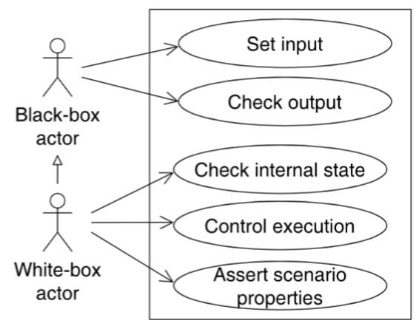 Set input
Black-box
actor
Check output
Check internal state
Control execution
White-box
actor
Assert scenario
properties